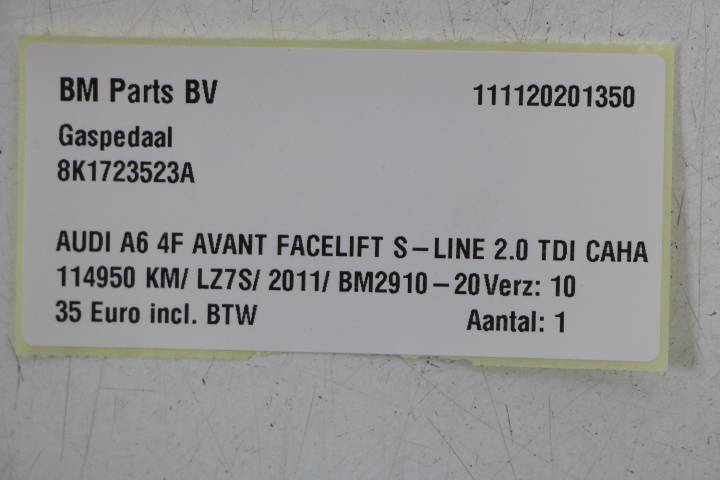 BM Parts BV 111120201350
Gaspedaal
8K1723523A
AUDI A6 4F AVANT FACELIFT S-LINE 2.0 TDI CAHA
114950 KM/ LZ7S/ 2011/ BM2910-20Verz: 10
35 Euro incl. BTW Aantal: 1